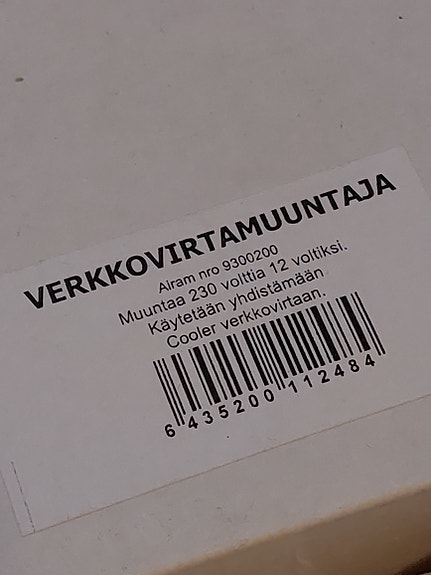 VERKKOVIRTAMUUNTAJA
Alram nro 9300200
Muuntaa 230 volttia 12 voltiksi.
Käytetään yhdistämään
Cooler verkkovirtaan.
6 435200 112484